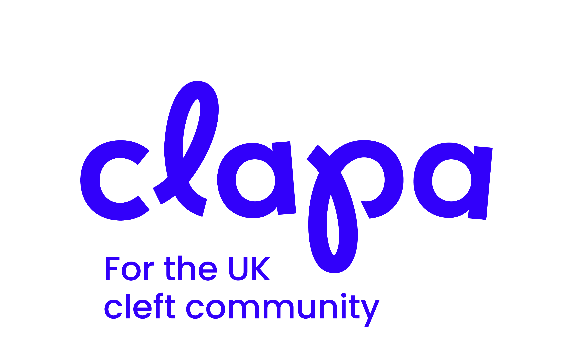 clapa
For the UK
cleft community